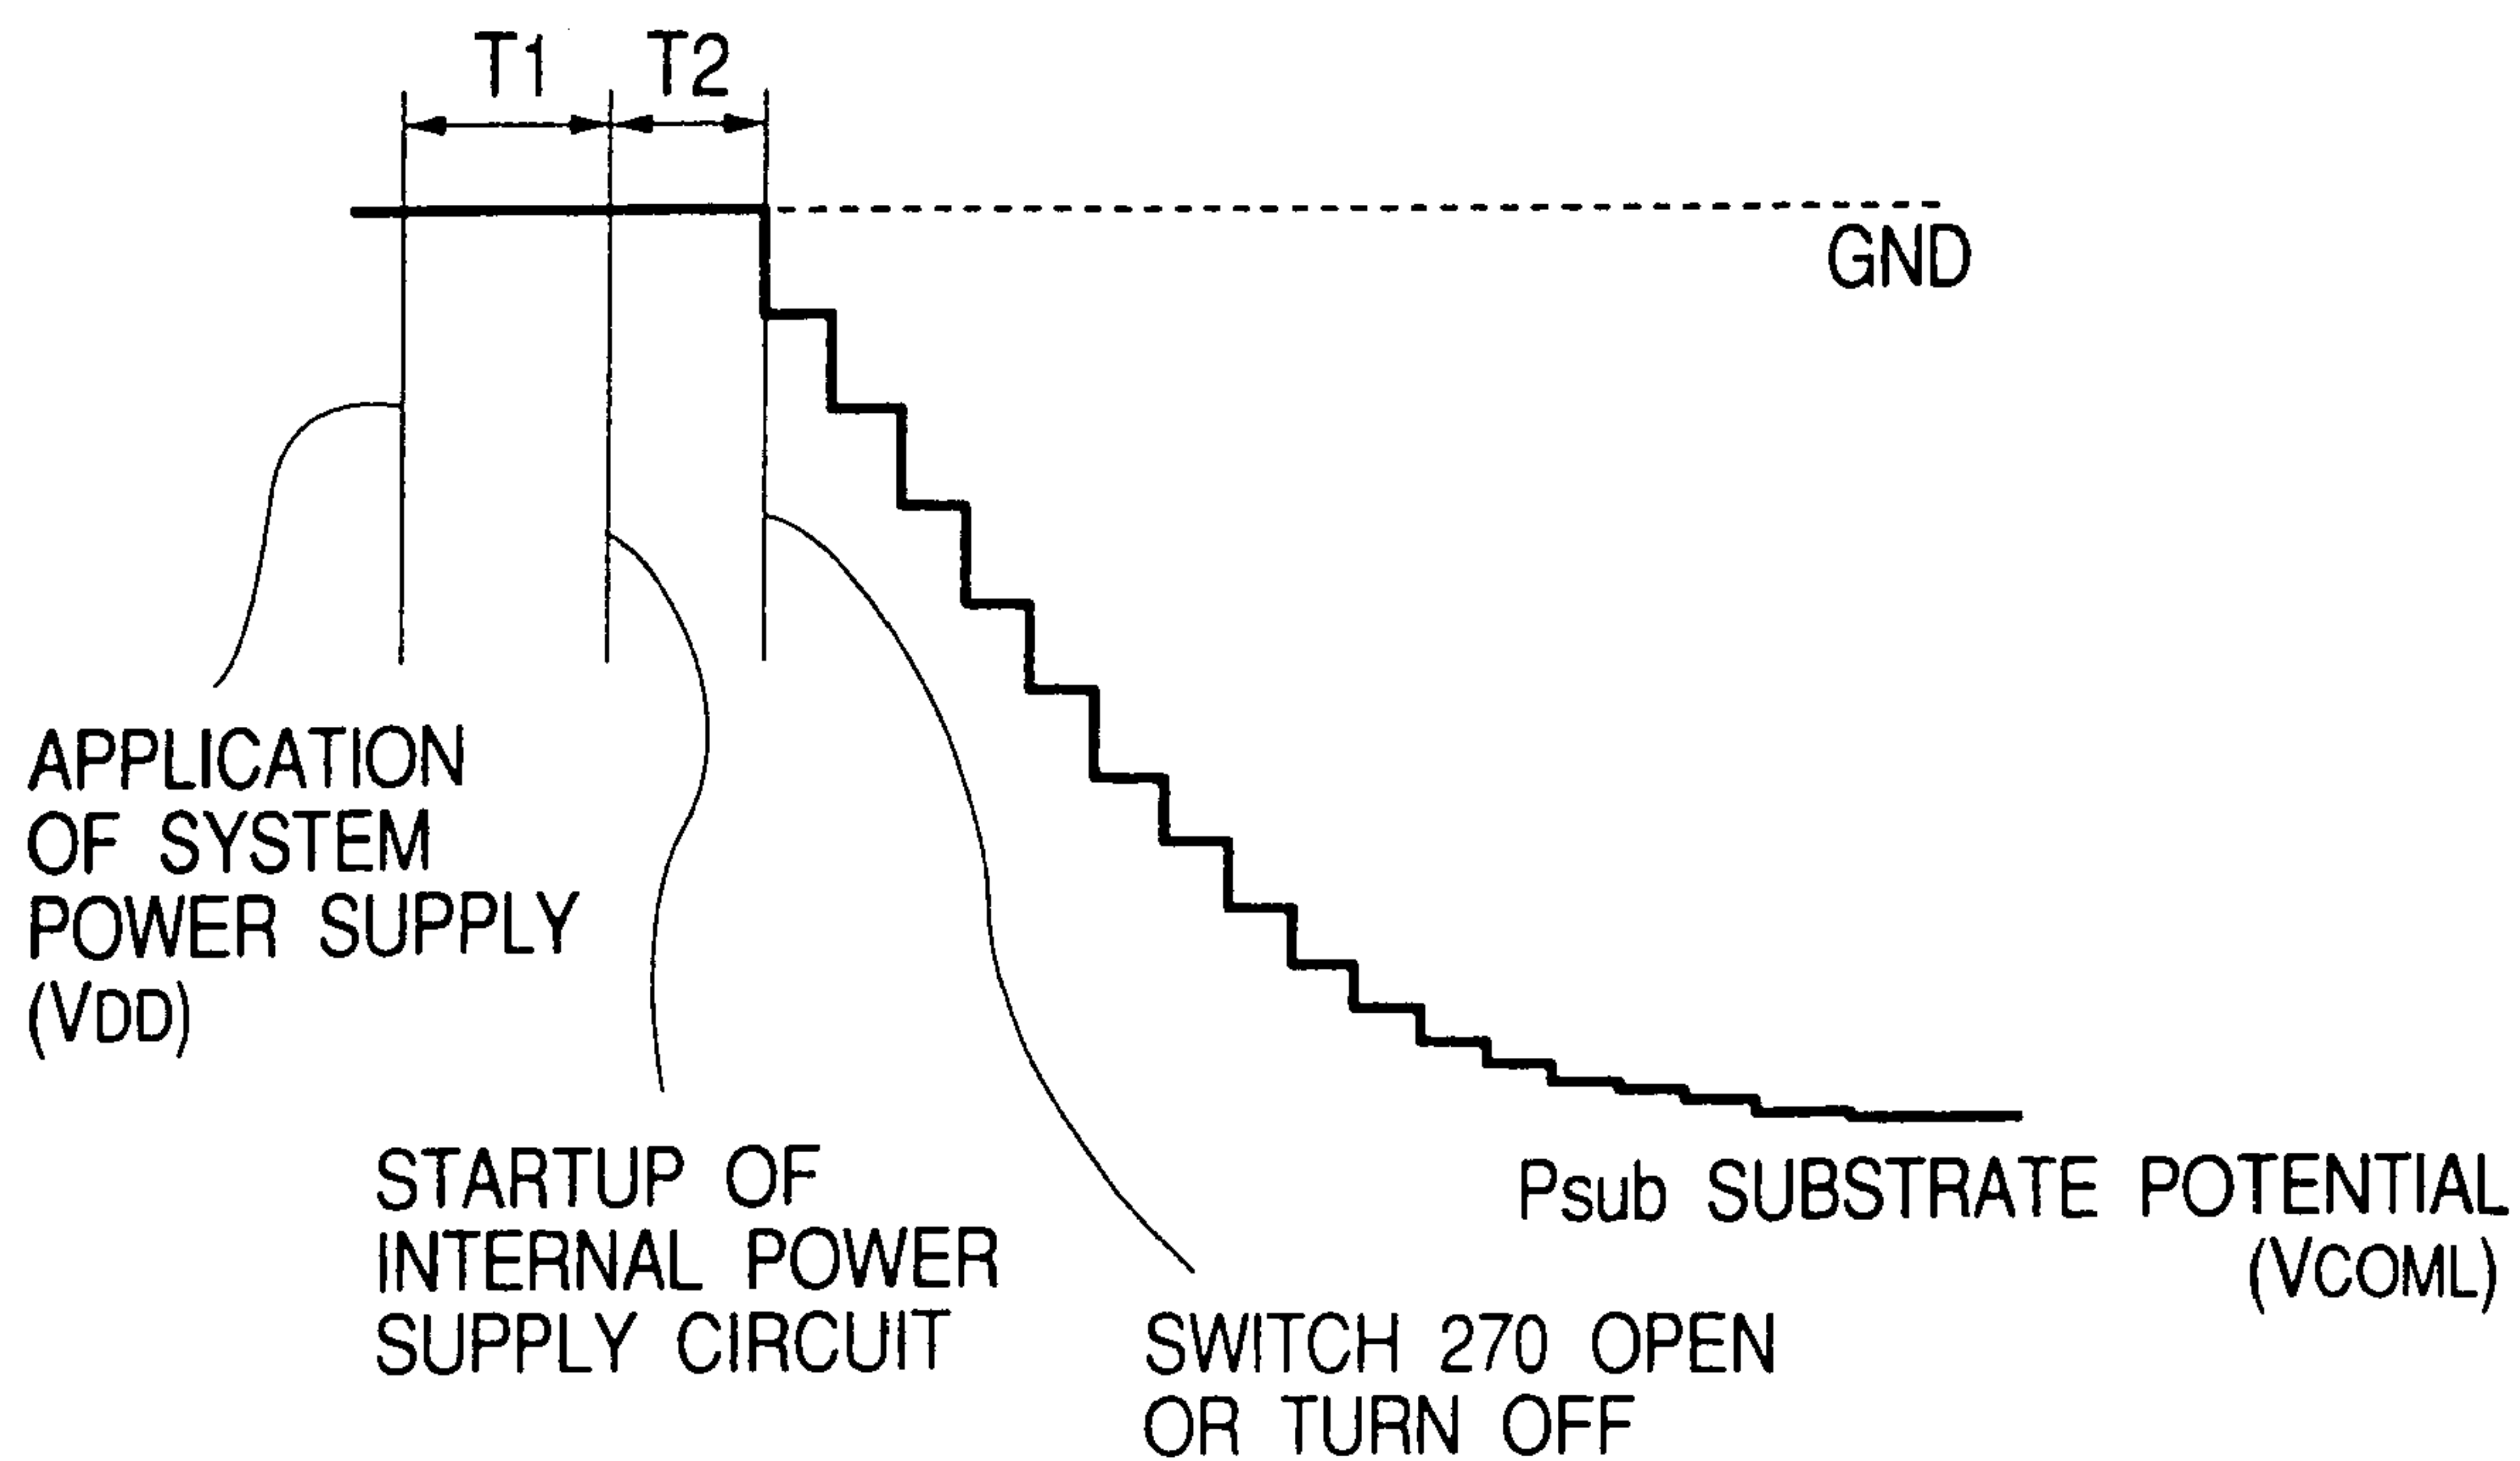 T1 T2
GND
APPLICATION
OF SYSTEM
POWER SUPPLY
(VDD)
STARTUP OF
INTERNAL POWER
SUPPLY CIRCUIT
SWITCH 270 OPEN
OR TURN OFF
Psub SUBSTRATE POTENTIAL
(VCOML)